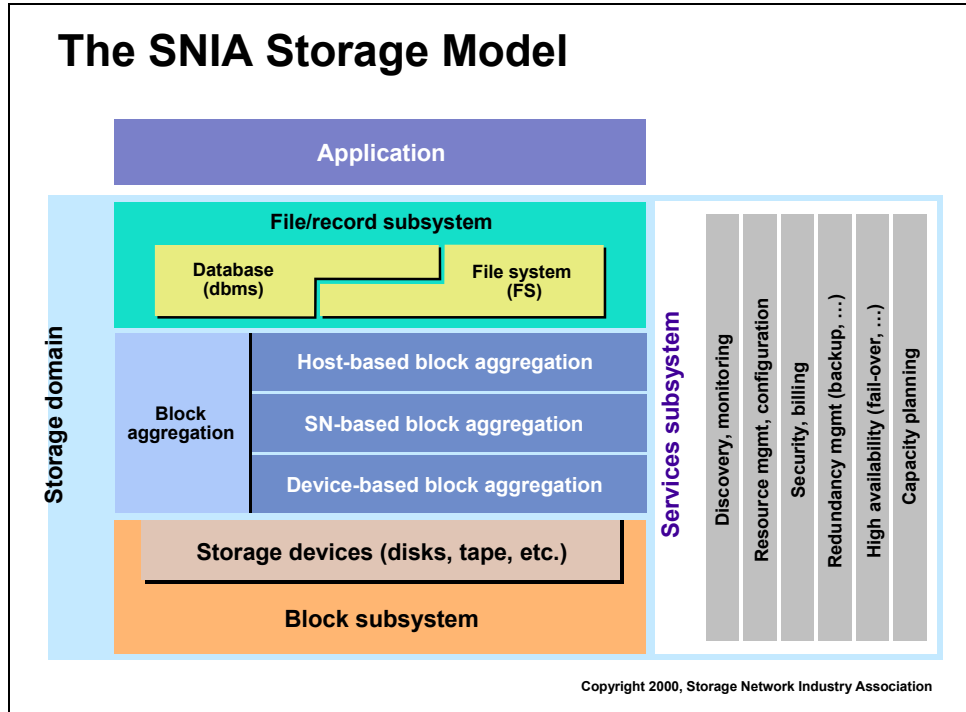 The SNIA Storage Model
Application
Storage domain
File/record subsystem
Database
(dbms)
File system
(FS)
Block
aggregation
Host-based block aggregation
SN-based block aggregation
Device-based block aggregation
Storage devices (disks, tape, etc.)
Block subsystem
Services subsystem
Discovery, monitoring
Resource mgmt, configuration
Security, billing
Redundancy mgmt (backup, …)
High availability (fail-over, …)
Capacity planning
Copyright 2000, Storage Network Industry Association